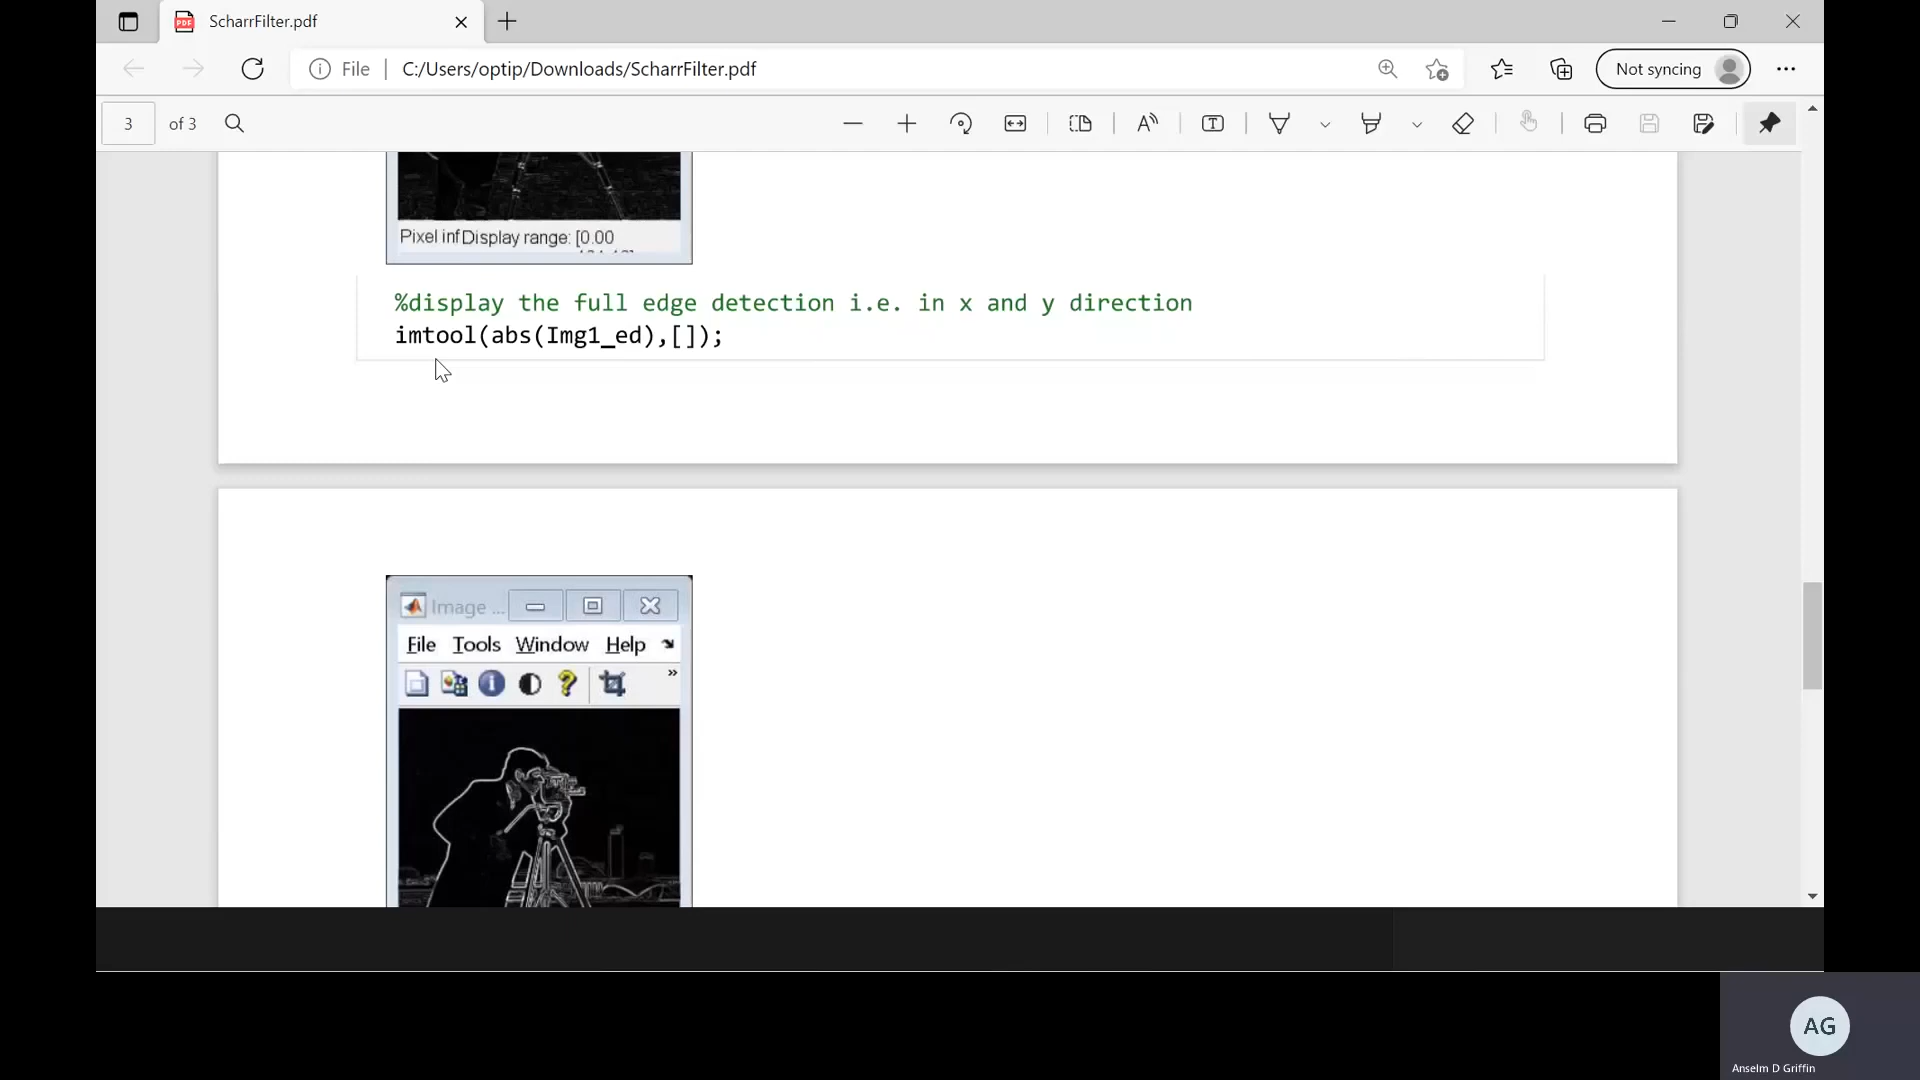 ScharrFilter.pdf
File
C:/Users/optip/Downloads/ScharrFilter.pdf
Not syncing
3 of 3
Pixel inf Display range: [0.00
%display the full edge detection i.e. in x and y direction
imtool(abs(Img1_ed),[]);
Image ...
File Tools Window Help
AG
Anselm D Griffin